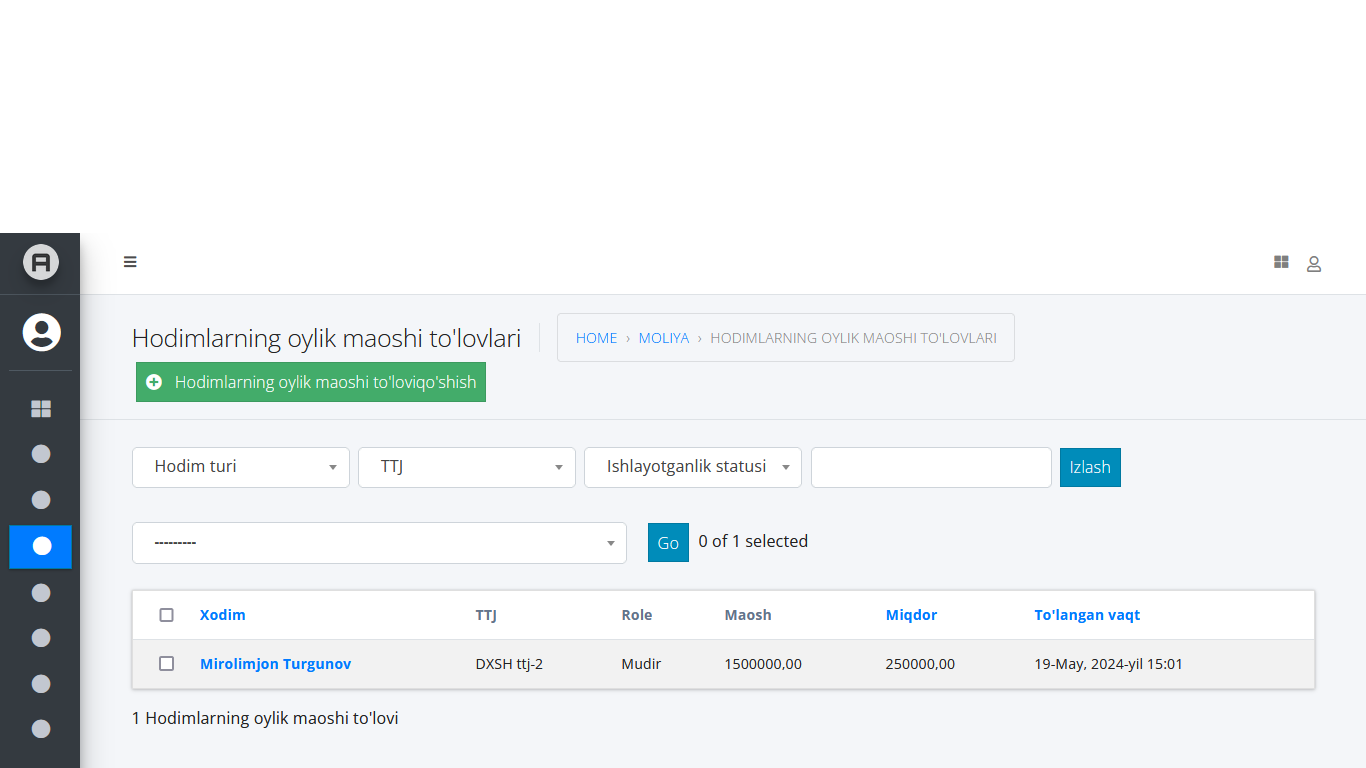 Hodimlarning oylik maoshi to'lovlari
HOME › MOLIYA › HODIMLARNING OYLIK MAOSHI TO'LOVLARI
Hodimlarning oylik maoshi to'loviqo'shish
Hodim turi TTJ Ishlayotganlik statusi Izlash
--------- Go 0 of 1 selected
Xodim TTJ Role Maosh Miqdor To'langan vaqt
Mirolimjon Turgunov DXSH ttj-2 Mudir 1500000,00 250000,00 19-May, 2024-yil 15:01
1 Hodimlarning oylik maoshi to'lovi